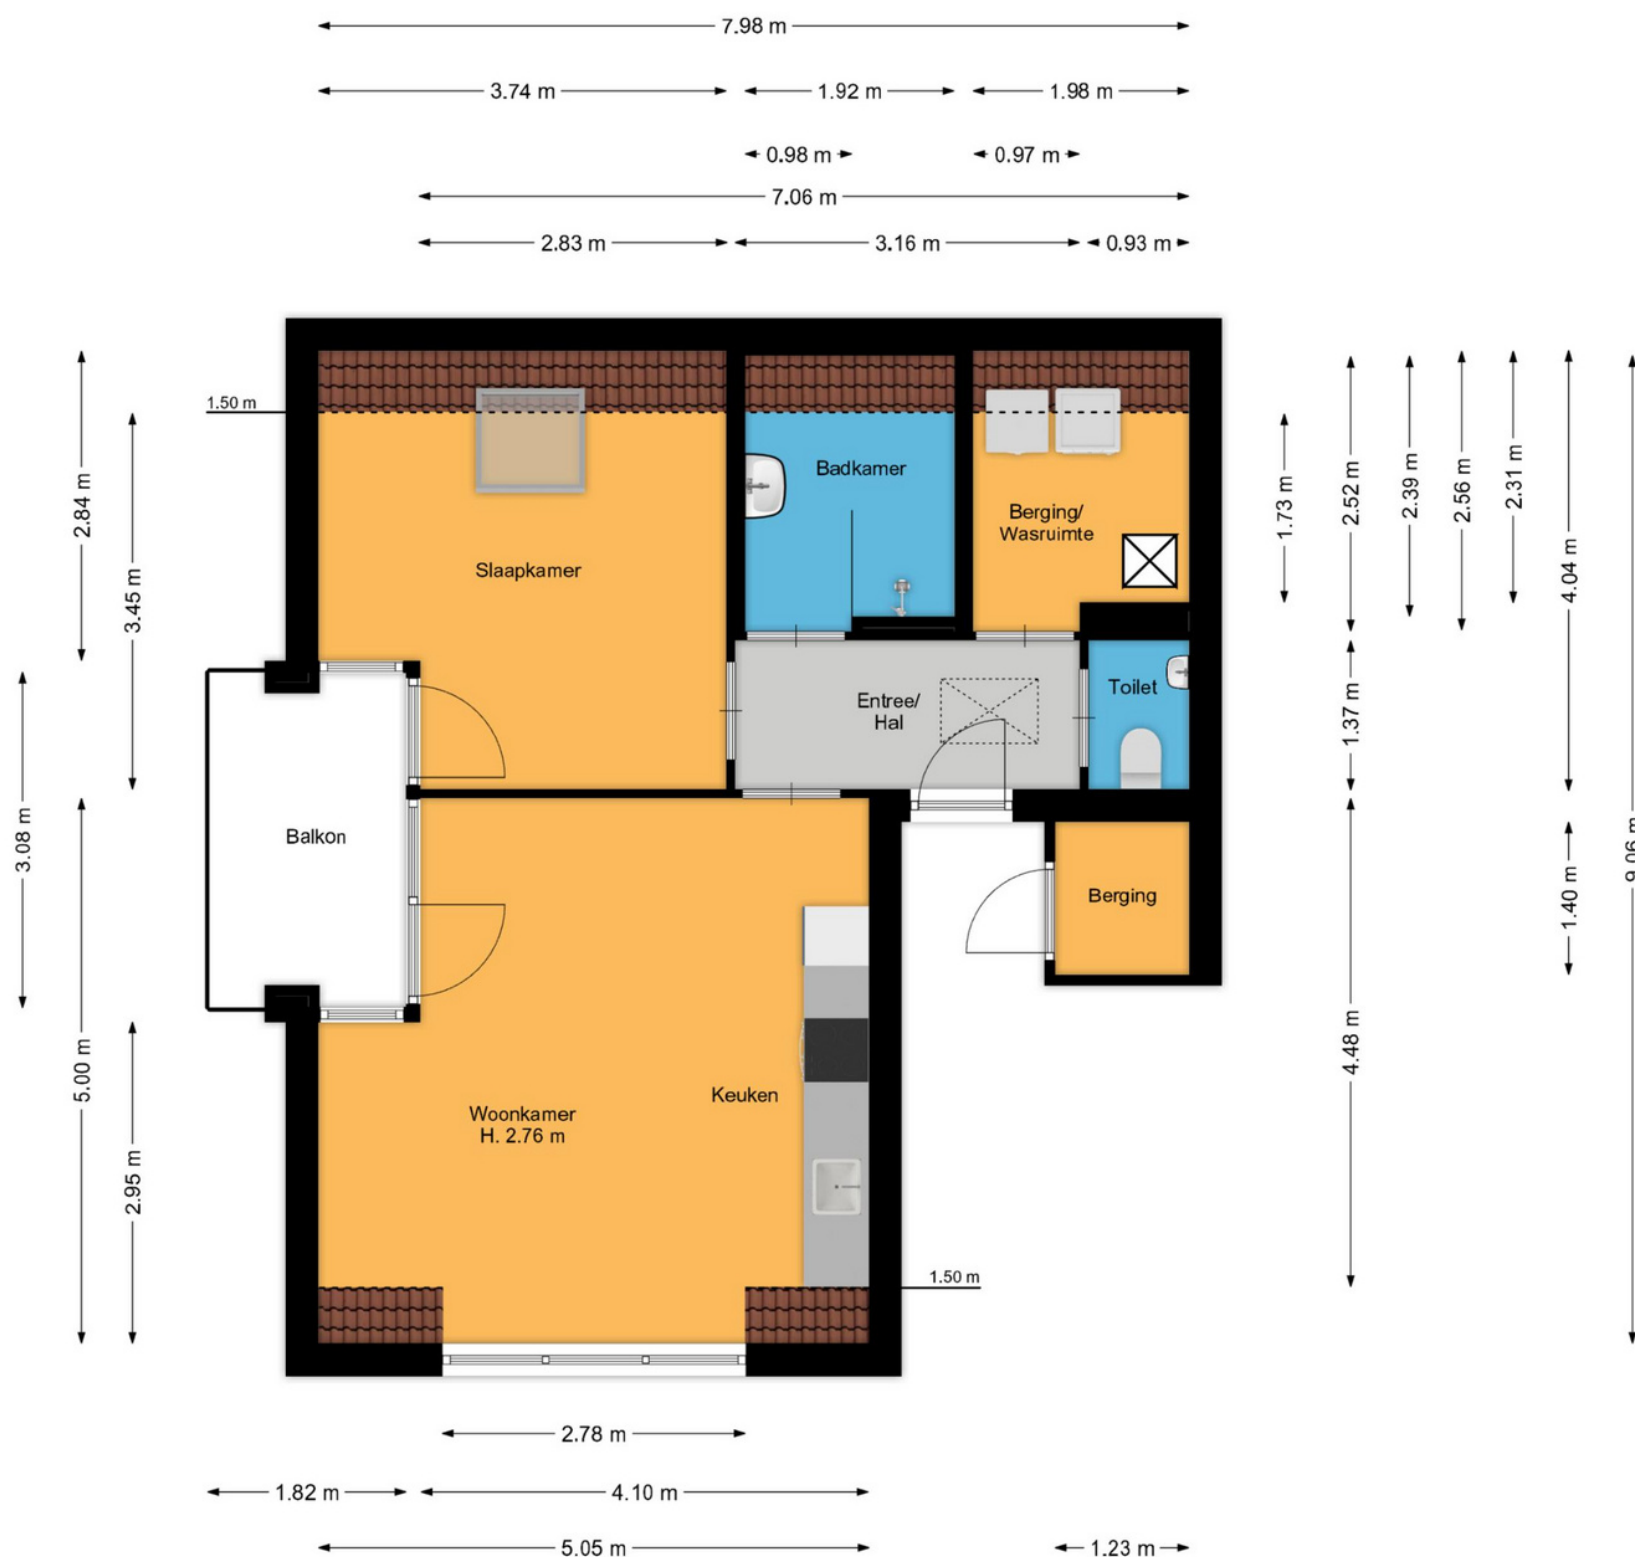 7.98 m
3.74 m
1.92 m
1.98 m
0.98 m
0.97 m
7.06 m
2.83 m
3.16 m
0.93 m
1.50 m
2.84 m
3.45 m
3.08 m
5.00 m
2.95 m
Slaapkamer
Badkamer
Berging/
Wasruimte
Entree/
Hal
Toilet
Balkon
Berging
Woonkamer
H. 2.76 m
Keuken
1.50 m
1.73 m
2.52 m
2.39 m
2.56 m
2.31 m
4.04 m
1.37 m
1.40 m
4.48 m
9.06 m
2.78 m
1.82 m
4.10 m
5.05 m
1.23 m